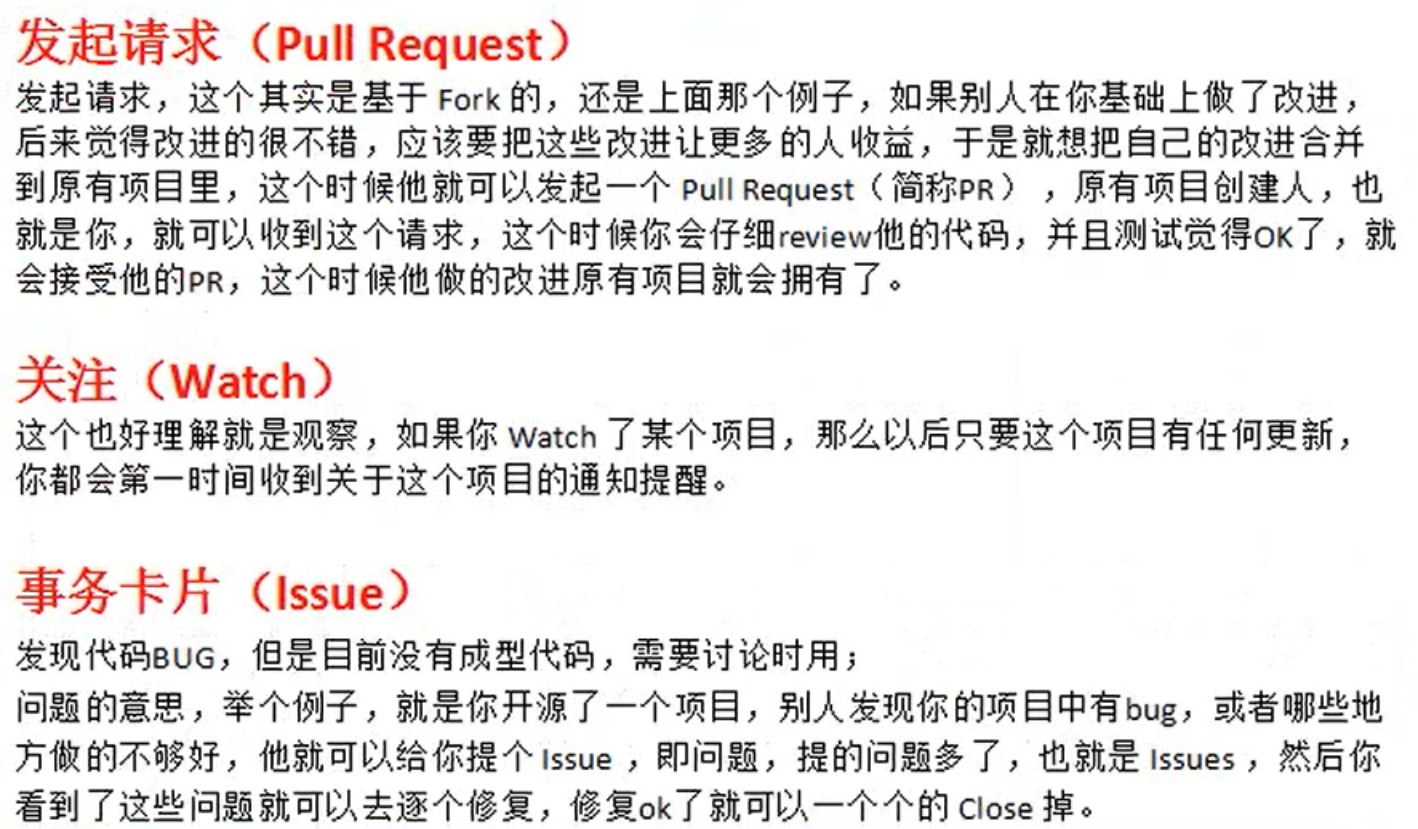 发起请求（Pull Request）
发起请求，这个其实是基于 Fork 的，还是上面那个例子，如果别人在你基础上做了改进，
后来觉得改进的很不错，应该要把这些改进让更多的人收益，于是就想把自己的改进合并
到原有项目里，这个时候他就可以发起一个 Pull Request（简称PR） ，原有项目创建人，也
就是你，就可以收到这个请求，这个时候你会仔细review他的代码，并且测试觉得OK了，就
会接受他的PR，这个时候他做的改进原有项目就会拥有了。
关注（Watch）
这个也好理解就是观察，如果你 Watch 了某个项目，那么以后只要这个项目有任何更新，
你都会第一时间收到关于这个项目的通知提醒。
事务卡片（Issue）
发现代码BUG，但是目前没有成型代码，需要讨论时用；
问题的意思，举个例子，就是你开源了一个项目，别人发现你的项目中有bug，或者哪些地
方做的不够好，他就可以给你提个 Issue ，即问题，提的问题多了，也就是 Issues ，然后你
看到了这些问题就可以去逐个修复，修复ok了就可以一个个的 Close 掉。